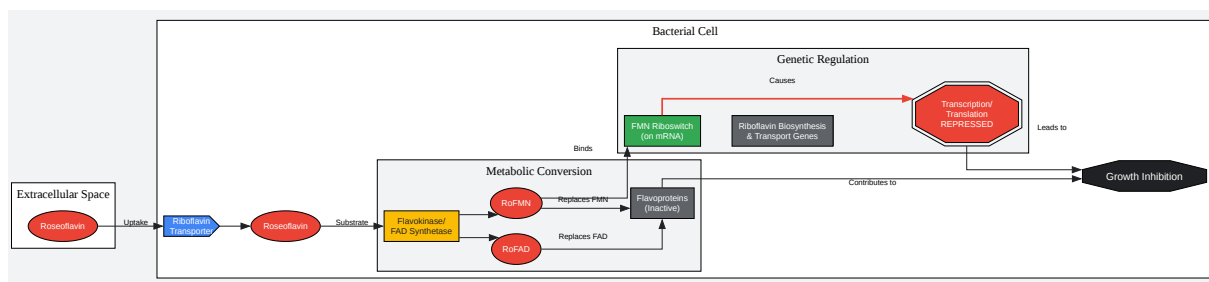 Bacterial Cell
Genetic Regulation
Causes
FMN Riboswitch
(on mRNA)
Riboflavin Biosynthesis
& Transport Genes
Transcription/
Translation
REPRESSED
Leads to
Binds
Metabolic Conversion
Extracellular Space
Roseoflavin
Uptake
Riboflavin
Transporter
Roseoflavin
Substrate
Flavokinase/
FAD Synthetase
RoFMN
Replaces FMN
RoFAD
Replaces FAD
Flavoproteins
(Inactive)
Contributes to
Growth Inhibition